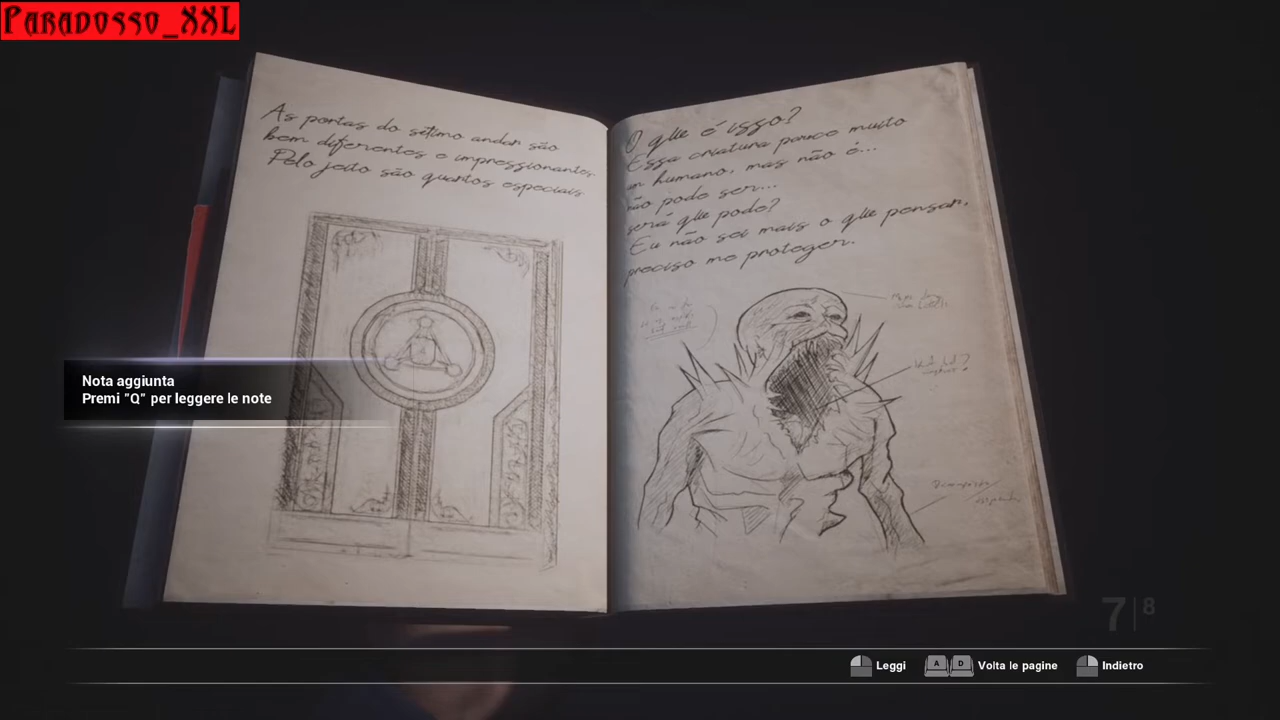 Paradosso_XXL
As portas do sétimo andar são
bem diferentes e impressionantes.
Pelo jeito são quartos especiais.
O que é isso?
Essa criatura parece muito
um humano, mas não é...
não pode ser...
será que pode?
Eu não sei mais o que pensar,
preciso me proteger.
Nota aggiunta
Premi "Q" per leggere le note
7 | 8
Leggi
A D Volta le pagine
Indietro